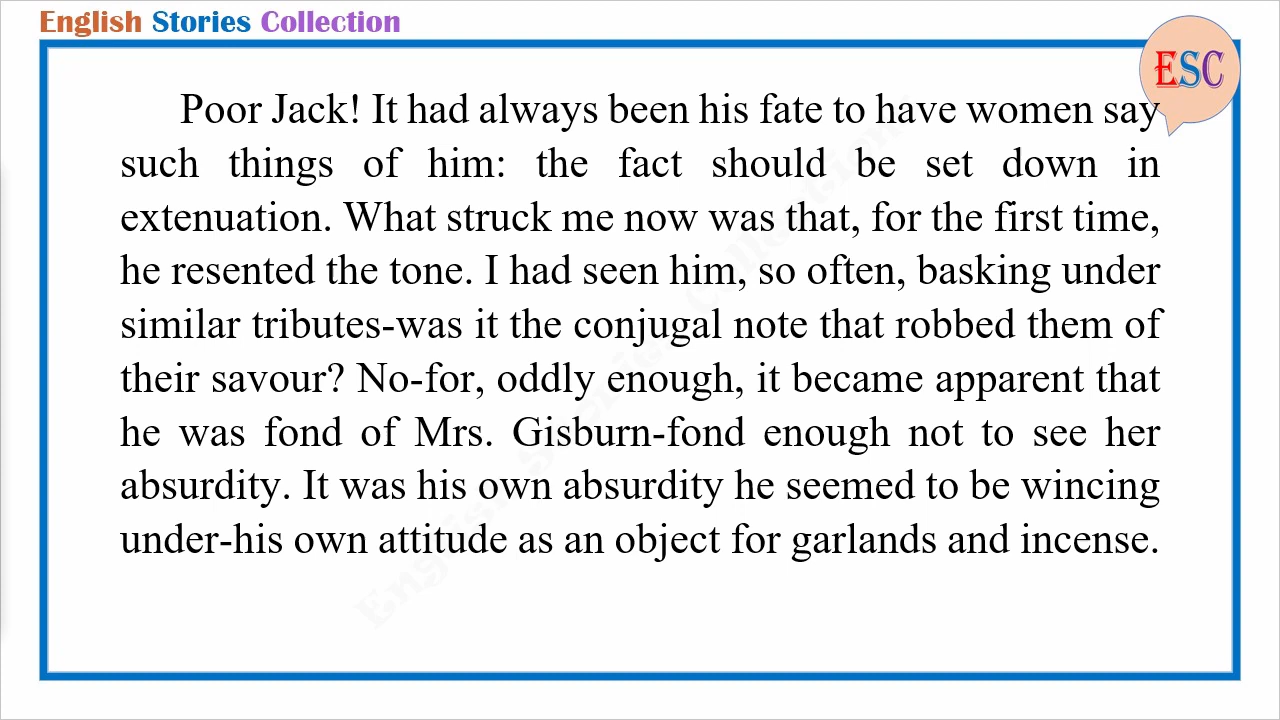 English Stories Collection
ESC
Poor Jack! It had always been his fate to have women say
such things of him: the fact should be set down in
extenuation. What struck me now was that, for the first time,
he resented the tone. I had seen him, so often, basking under
similar tributes-was it the conjugal note that robbed them of
their savour? No-for, oddly enough, it became apparent that
he was fond of Mrs. Gisburn-fond enough not to see her
absurdity. It was his own absurdity he seemed to be wincing
under-his own attitude as an object for garlands and incense.
English Stories Collection